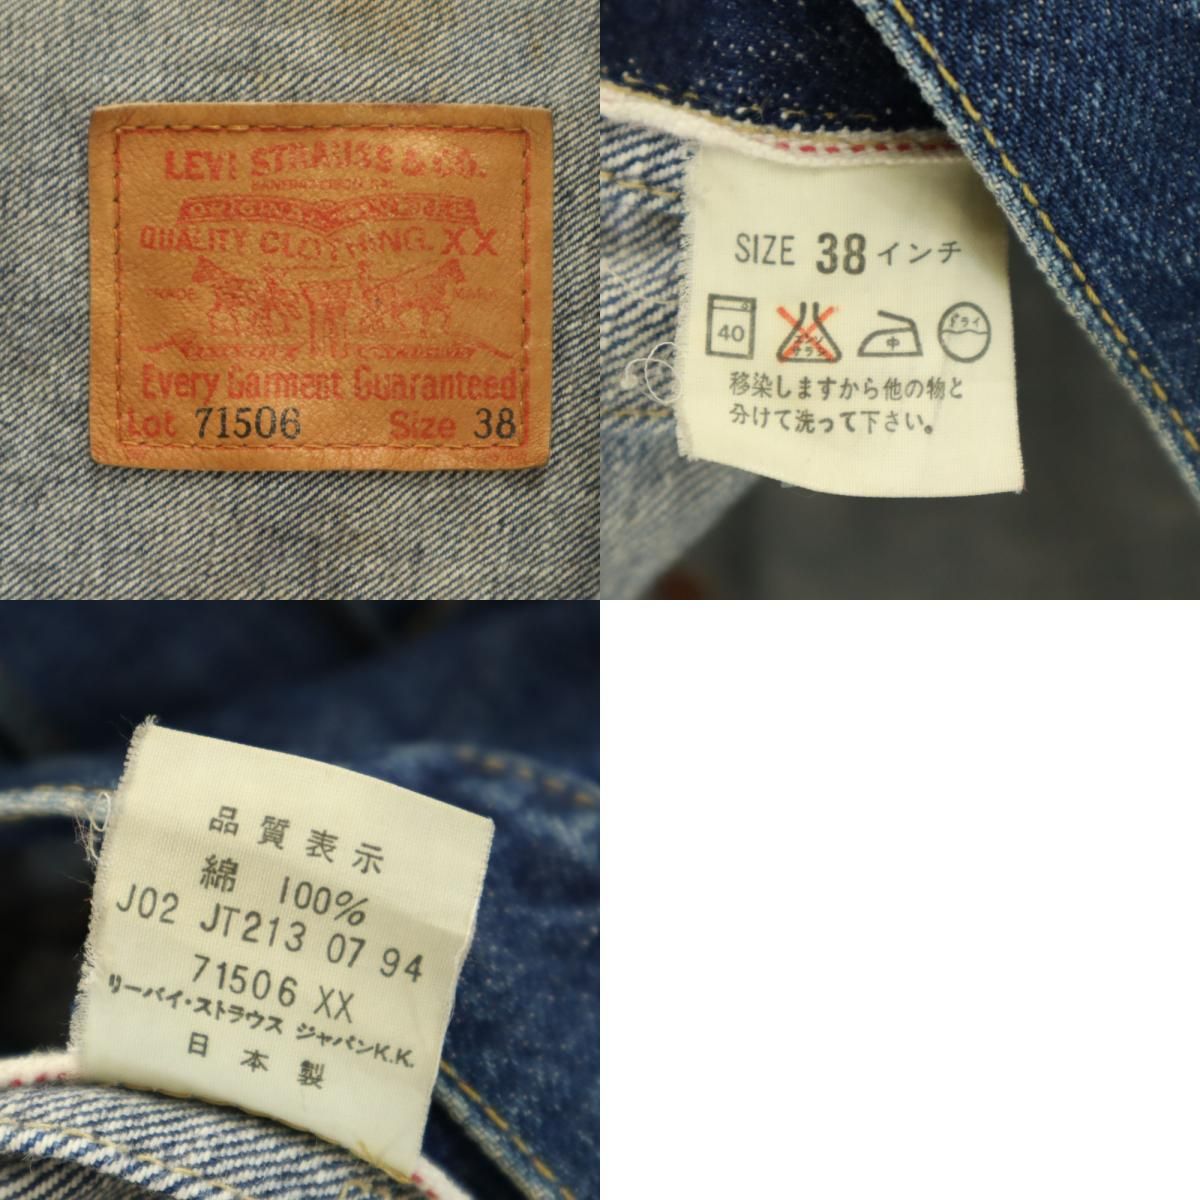 LEVI STRAUSS & CO.
QUALITY CLOTHING. XX
TRADE
Every Garment Guaranteed
Lot 71506 Size 38
SIZE 38 インチ
40
中
ドライ
移染しますから他の物と
分けて洗って下さい。
品質表示
綿 100%
J02 JT213 07 94
71506 XX
リーバイ・ストラウス ジャパンK.K.
日本製